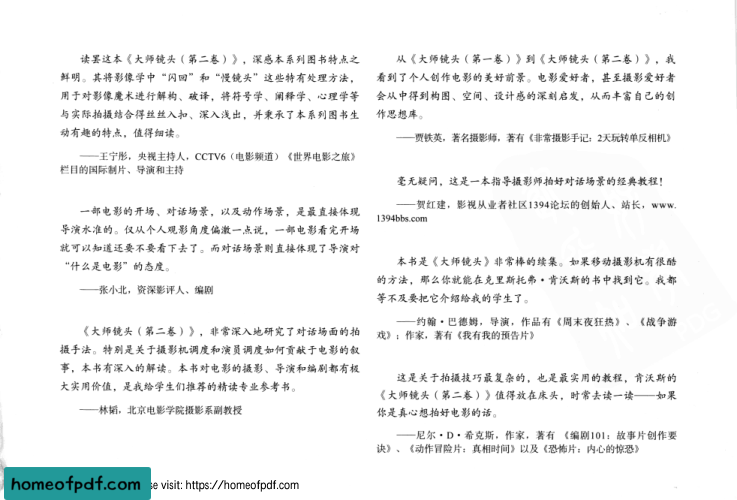 读罢这本《大师镜头（第二卷）》，深感本系列图书特点之
鲜明。其将影像学中“闪回”和“慢镜头”这些特有处理方法，
用于对影像魔术进行解构、破译，将符号学、阐释学、心理学等
与实际拍摄结合得丝丝入扣、深入浅出，并秉承了本系列图书生
动有趣的特点，值得细读。
——王宁彤，央视主持人，CCTV6（电影频道）《世界电影之旅》
栏目的国际制片、导演和主持
一部电影的开场、对话场景，以及动作场景，是最直接体现
导演水准的。仅从个人观影角度偏激一点说，一部电影看完开场
就可以知道还要不要看下去了。而对话场景则直接体现了导演对
“什么是电影”的态度。
——张小北，资深影评人、编剧
《大师镜头（第二卷）》，非常深入地研究了对话场面的拍
摄手法。特别是关于摄影机调度和演员调度如何贡献于电影的叙
事，本书有深入的解读。本书对电影的摄影、导演和编剧都有极
大实用价值，是我给学生们推荐的精读专业参考书。
——林韬，北京电影学院摄影系副教授
从《大师镜头（第一卷）》到《大师镜头（第二卷）》，我
看到了个人创作电影的美好前景。电影爱好者，甚至摄影爱好者
会从中得到构图、空间、设计感的深刻启发，从而丰富自己的创
作思想库。
——贾铁英，著名摄影师，著有《非常摄影手记：2天玩转单反相机》
毫无疑问，这是一本指导摄影师拍好对话场景的经典教程！
——贺红建，影视从业者社区1394论坛的创始人、站长，www.
1394bbs.com
本书是《大师镜头》非常棒的续集。如果移动摄影机有很酷
的方法，那么你就能在克里斯托弗·肯沃斯的书中找到它。我都
等不及要把它介绍给我的学生了。
——约翰·巴德姆，导演，作品有《周末夜狂热》、《战争游
戏》；作家，著有《我有我的预告片》
这是关于拍摄技巧最复杂的，也是最实用的教程，肯沃斯的
《大师镜头（第二卷）》值得放在床头，时常去读一读——如果
你是真心想拍好电影的话。
——尼尔·D·希克斯，作家，著有 《编剧101：故事片创作要
诀》、《动作冒险片：真相时间》以及《恐怖片：内心的惊恐》
homeofpdf.com
se visit: https://homeofpdf.com